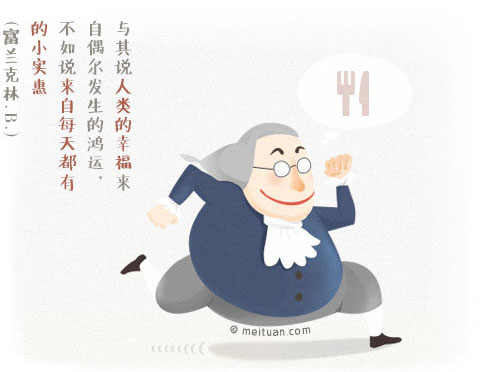 与其说人类的幸福来
自偶尔发生的鸿运，
不如说来自每天都有
的小实惠
(富兰克林.B.)
© meituan.com